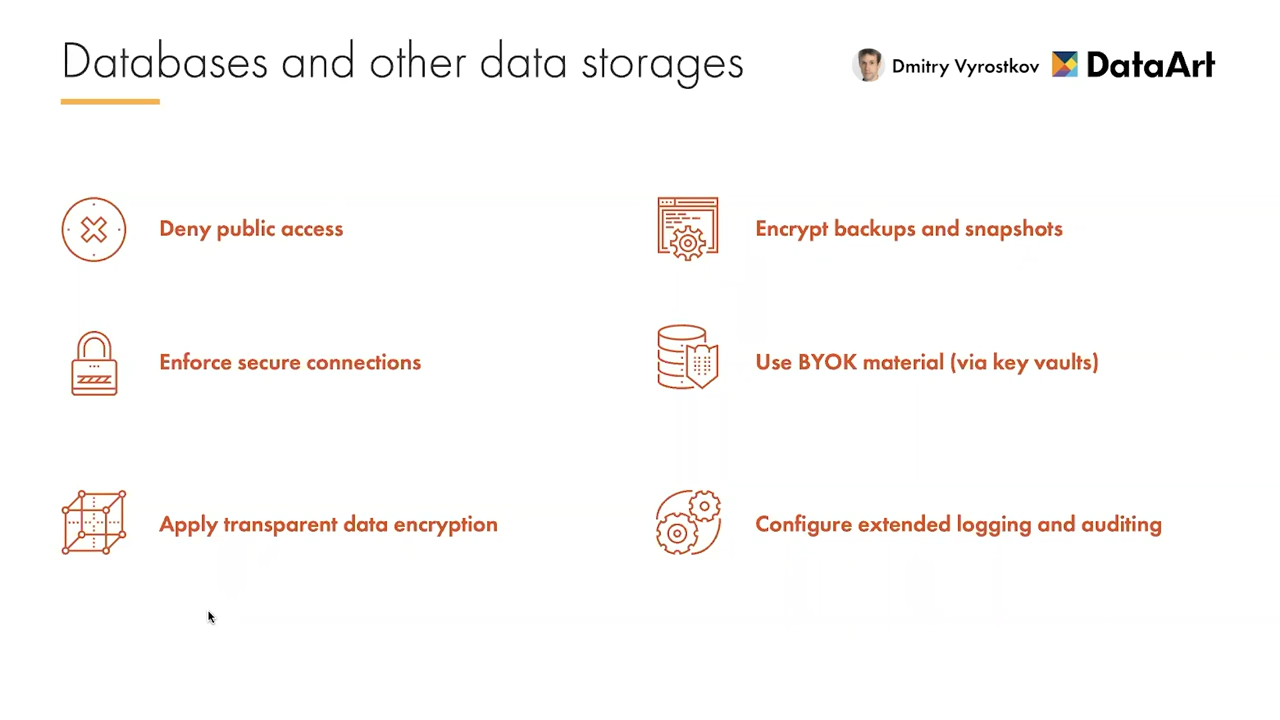 Databases and other data storages
Dmitry Vyrostkov
DataArt
Deny public access
Encrypt backups and snapshots
Enforce secure connections
Use BYOK material (via key vaults)
Apply transparent data encryption
Configure extended logging and auditing